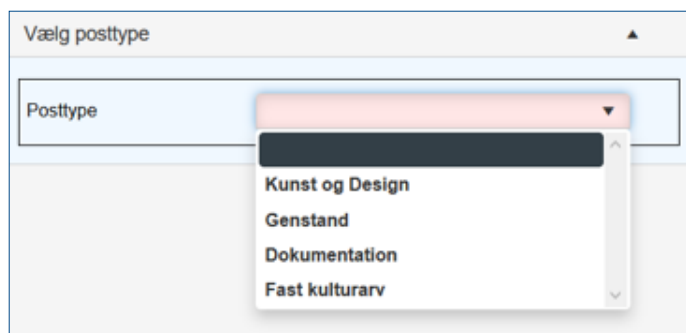 Vælg posttype
Posttype
Kunst og Design
Genstand
Dokumentation
Fast kulturarv